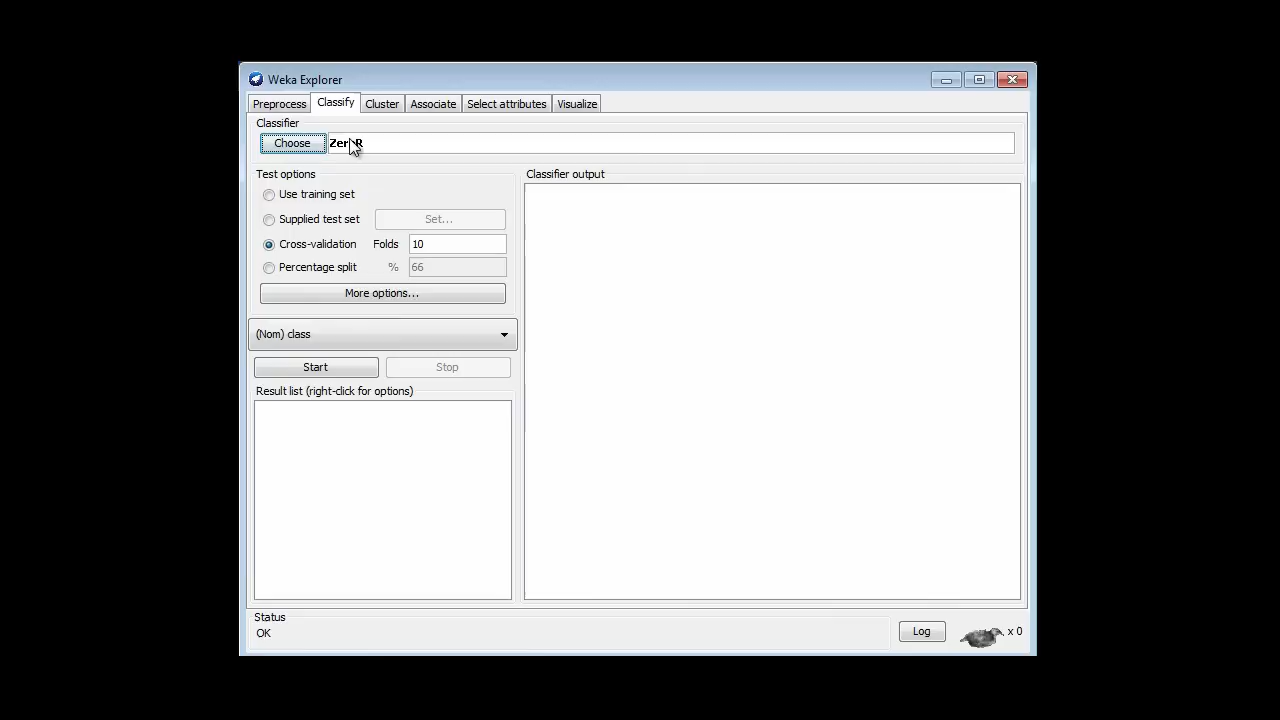 Weka Explorer
Preprocess Classify Cluster Associate Select attributes Visualize
Classifier
Choose ZeroR
Test options
Classifier output
Use training set
Supplied test set Set...
Cross-validation Folds 10
Percentage split % 66
More options...
(Nom) class
Start Stop
Result list (right-click for options)
Status
OK
Log x 0